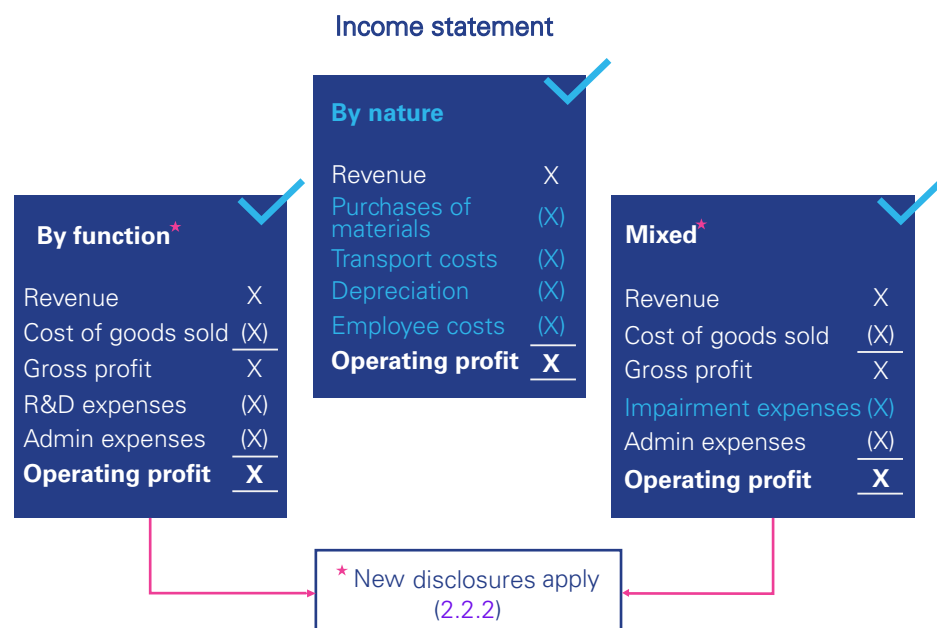 Income statement
By nature
Revenue X
Purchases of
materials (X)
Transport costs (X)
Depreciation (X)
Employee costs (X)
Operating profit X
By function★
Revenue X
Cost of goods sold (X)
Gross profit X
R&D expenses (X)
Admin expenses (X)
Operating profit X
Mixed★
Revenue X
Cost of goods sold (X)
Gross profit X
Impairment expenses (X)
Admin expenses (X)
Operating profit X
★ New disclosures apply
(2.2.2)